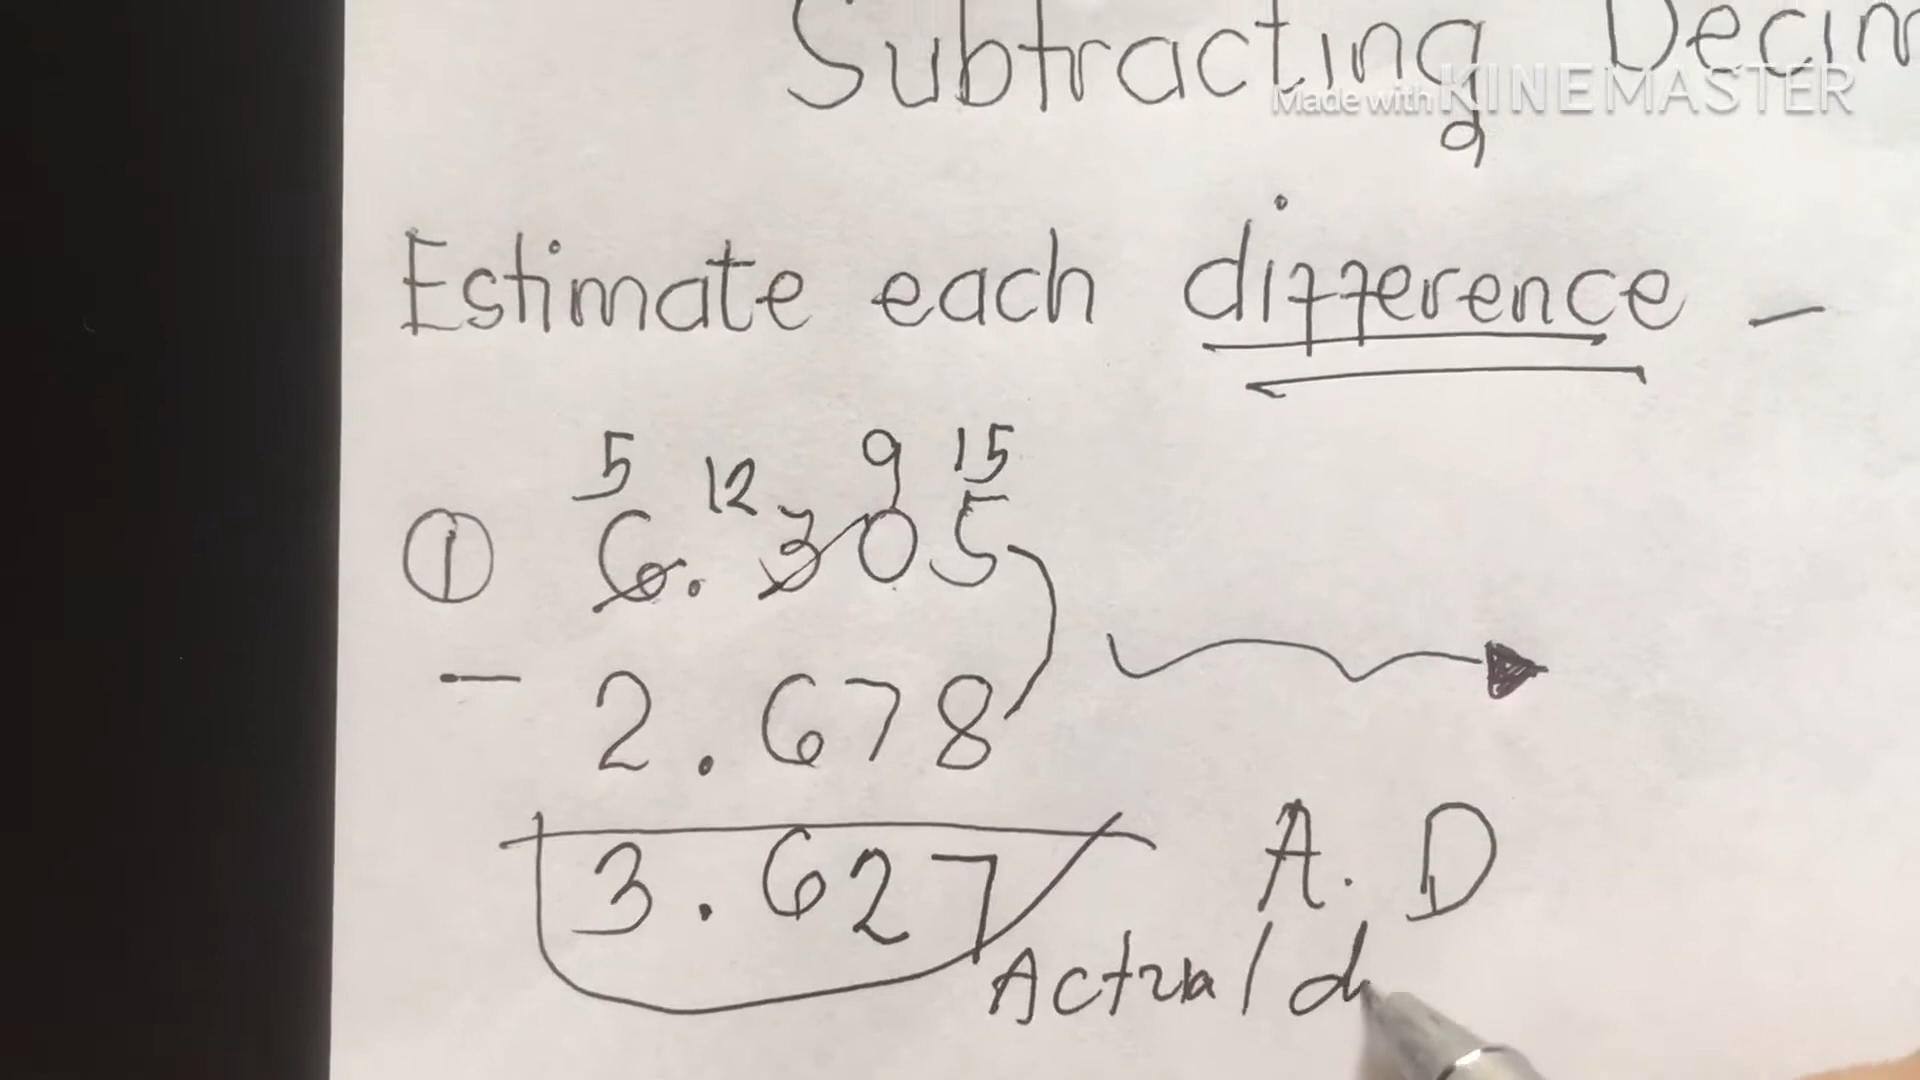 Subtracting Decim
Made with KINEMASTER
Estimate each difference -
5 12 9 15
① 6.305
- 2.678
3.627
A. D
Actual d